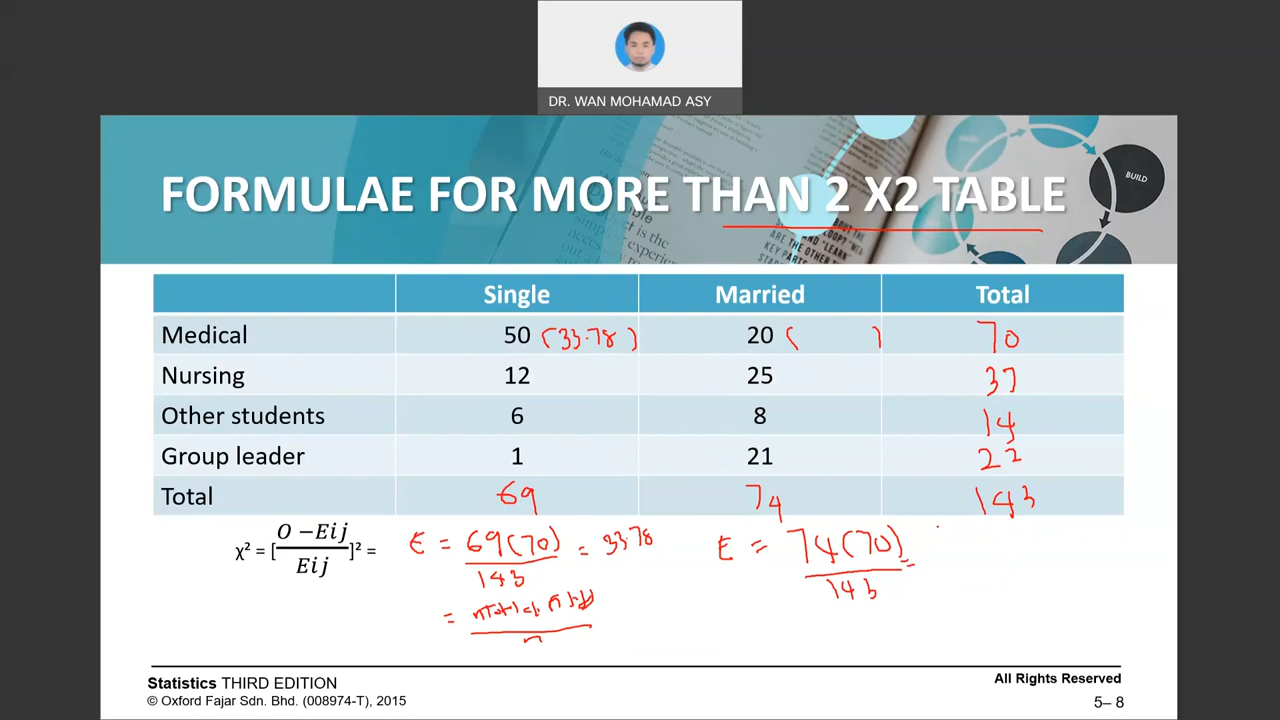 DR. WAN MOHAMAD ASY
FORMULAE FOR MORE THAN 2 X2 TABLE
BUILD
Single Married Total
Medical 50 (33.78) 20 ( ) 70
Nursing 12 25 37
Other students 6 8 14
Group leader 1 21 22
Total 69 74 143
χ² = [O −Eij / Eij]² =
E = 69(70) / 143 = 33.78
E = 74(70) / 143 =
Statistics THIRD EDITION
All Rights Reserved
© Oxford Fajar Sdn. Bhd. (008974-T), 2015
5– 8